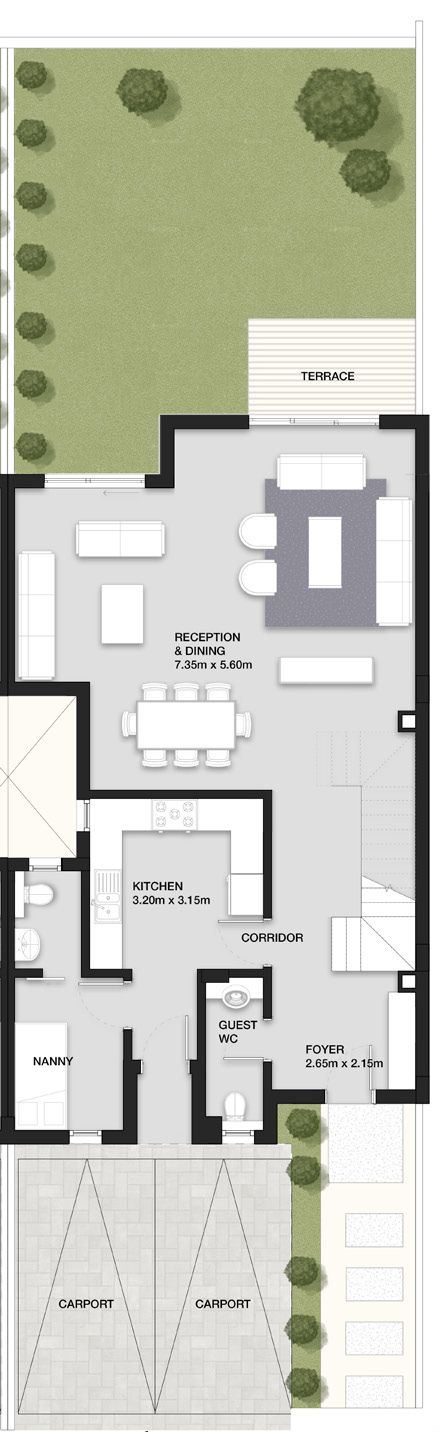 TERRACE
RECEPTION
& DINING
7.35m x 5.60m
KITCHEN
3.20m x 3.15m
CORRIDOR
GUEST
WC
NANNY
FOYER
2.65m x 2.15m
CARPORT
CARPORT